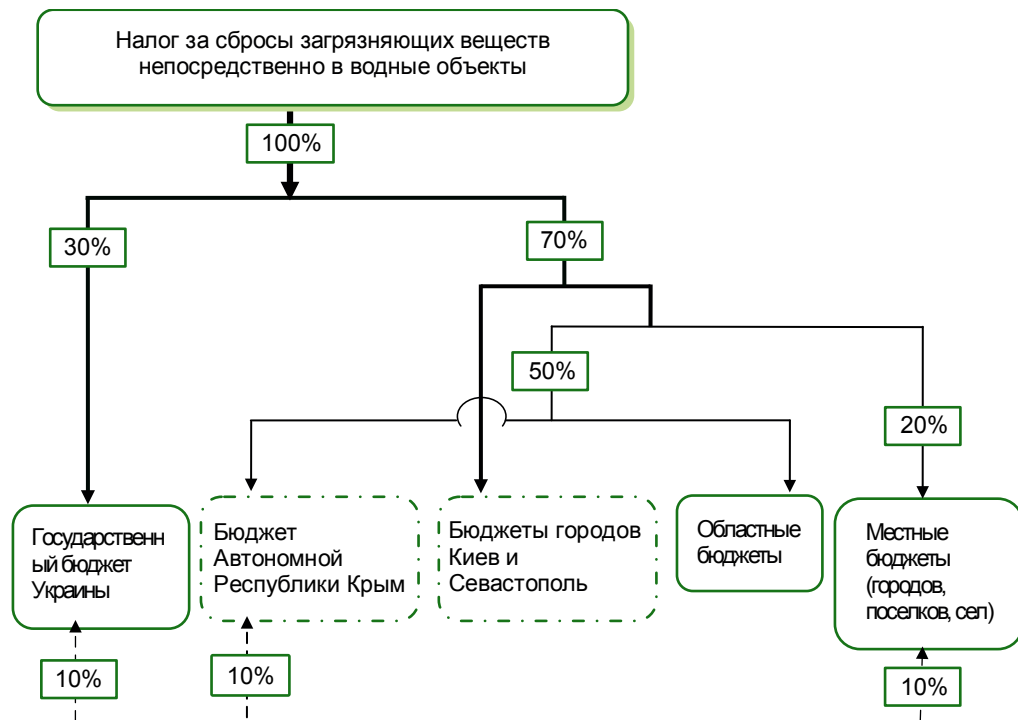 Налог за сбросы загрязняющих веществ
непосредственно в водные объекты
100%
30%
70%
50%
20%
Государственн
ый бюджет
Украины
Бюджет
Автономной
Республики Крым
Бюджеты городов
Киев и
Севастополь
Областные
бюджеты
Местные
бюджеты
(городов,
поселков, сел)
10%
10%
10%